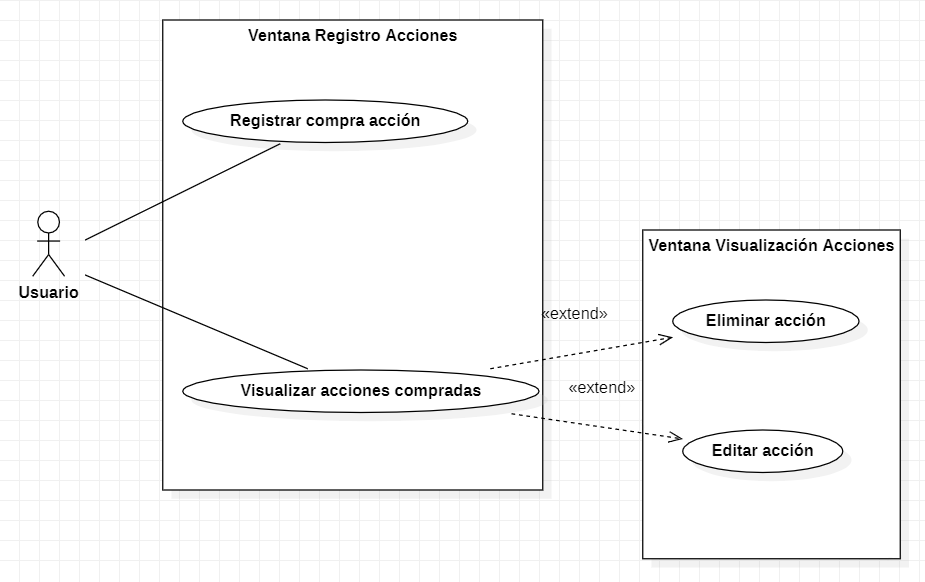 Ventana Registro Acciones
Registrar compra acción
Usuario
Visualizar acciones compradas
«extend»
«extend»
Ventana Visualización Acciones
Eliminar acción
Editar acción